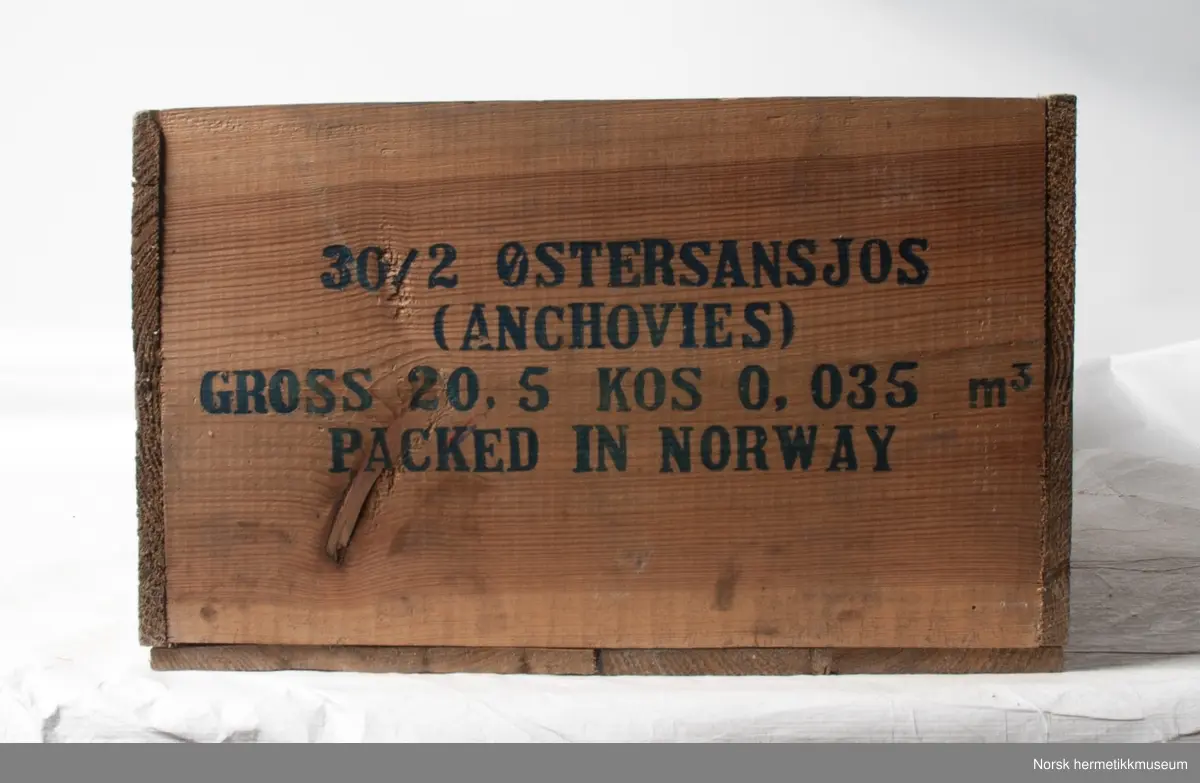 30/2 ØSTERSANSJOS
(ANCHOVIES)
GROSS 20,5 KOS 0,035 m³
PACKED IN NORWAY
Norsk hermetikkmuseum